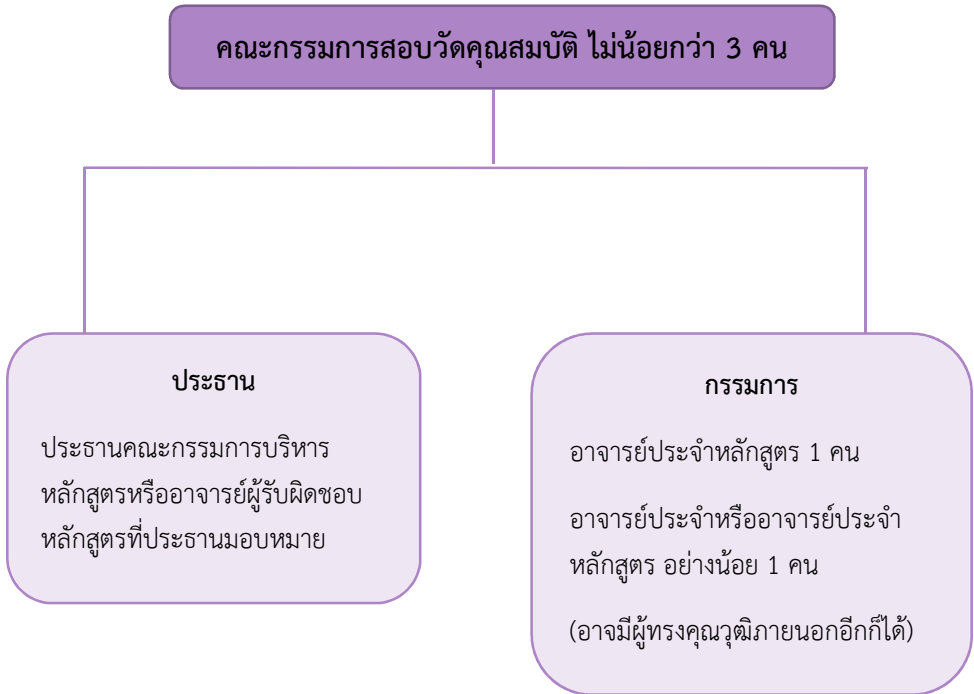 คณะกรรมการสอบวัดคุณสมบัติ ไม่น้อยกว่า 3 คน
ประธาน
ประธานคณะกรรมการบริหาร
หลักสูตรหรืออาจารย์ผู้รับผิดชอบ
หลักสูตรที่ประธานมอบหมาย
กรรมการ
อาจารย์ประจำหลักสูตร 1 คน
อาจารย์ประจำหรืออาจารย์ประจำ
หลักสูตร อย่างน้อย 1 คน
(อาจมีผู้ทรงคุณวุฒิภายนอกอีกก็ได้)